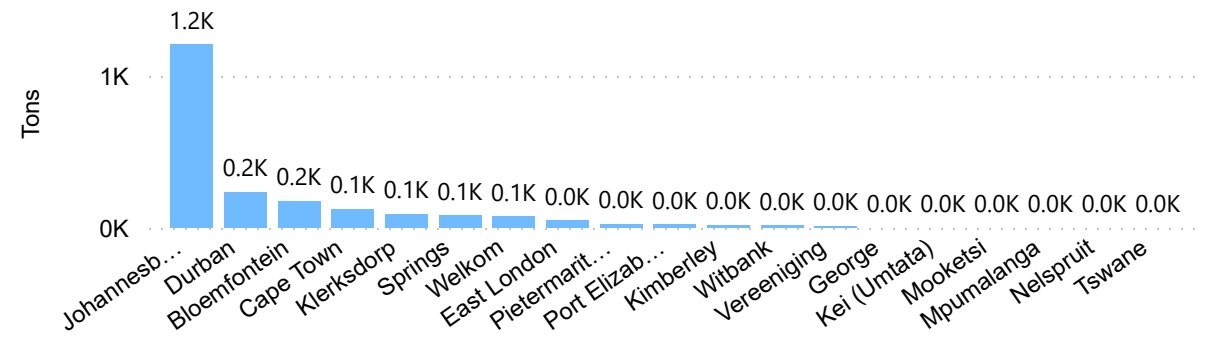 1.2K
1K
0.2K
0.2K
0.1K
0.1K
0.1K
0.1K
0.0K
0.0K
0.0K
0.0K
0.0K
0.0K
0.0K
0.0K
0.0K
0.0K
0.0K
0.0K
0K
Tons
Johannesb...
Durban
Bloemfontein
Cape Town
Klerksdorp
Springs
Welkom
East London
Pietermarit...
Port Elizab...
Kimberley
Witbank
Vereeniging
George
Kei (Umtata)
Mooketsi
Mpumalanga
Nelspruit
Tswane